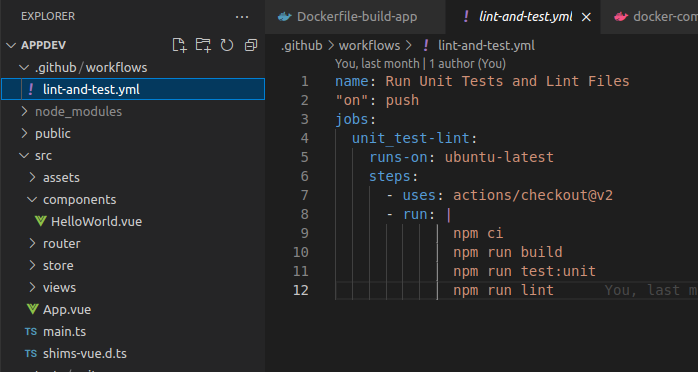 EXPLORER
APPDEV
.github / workflows
lint-and-test.yml
node_modules
public
src
assets
components
HelloWorld.vue
router
store
views
App.vue
TS main.ts
TS shims-vue.d.ts
Dockerfile-build-app
! lint-and-test.yml
docker-com
.github > workflows > ! lint-and-test.yml
You, last month | 1 author (You)
1 name: Run Unit Tests and Lint Files
2 "on": push
3 jobs:
4 unit_test-lint:
5 runs-on: ubuntu-latest
6 steps:
7 - uses: actions/checkout@v2
8 - run: |
9 npm ci
10 npm run build
11 npm run test:unit
12 npm run lint You, last m